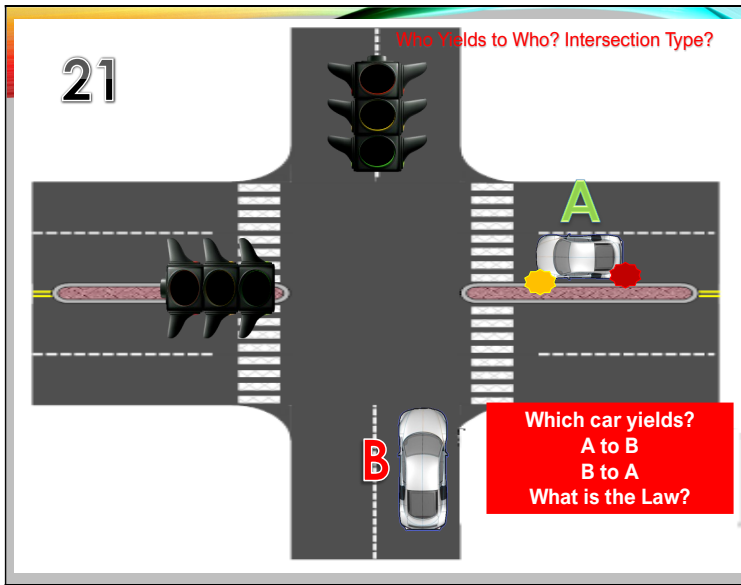 Who Yields to Who? Intersection Type?
21
A
B
Which car yields?
A to B
B to A
What is the Law?